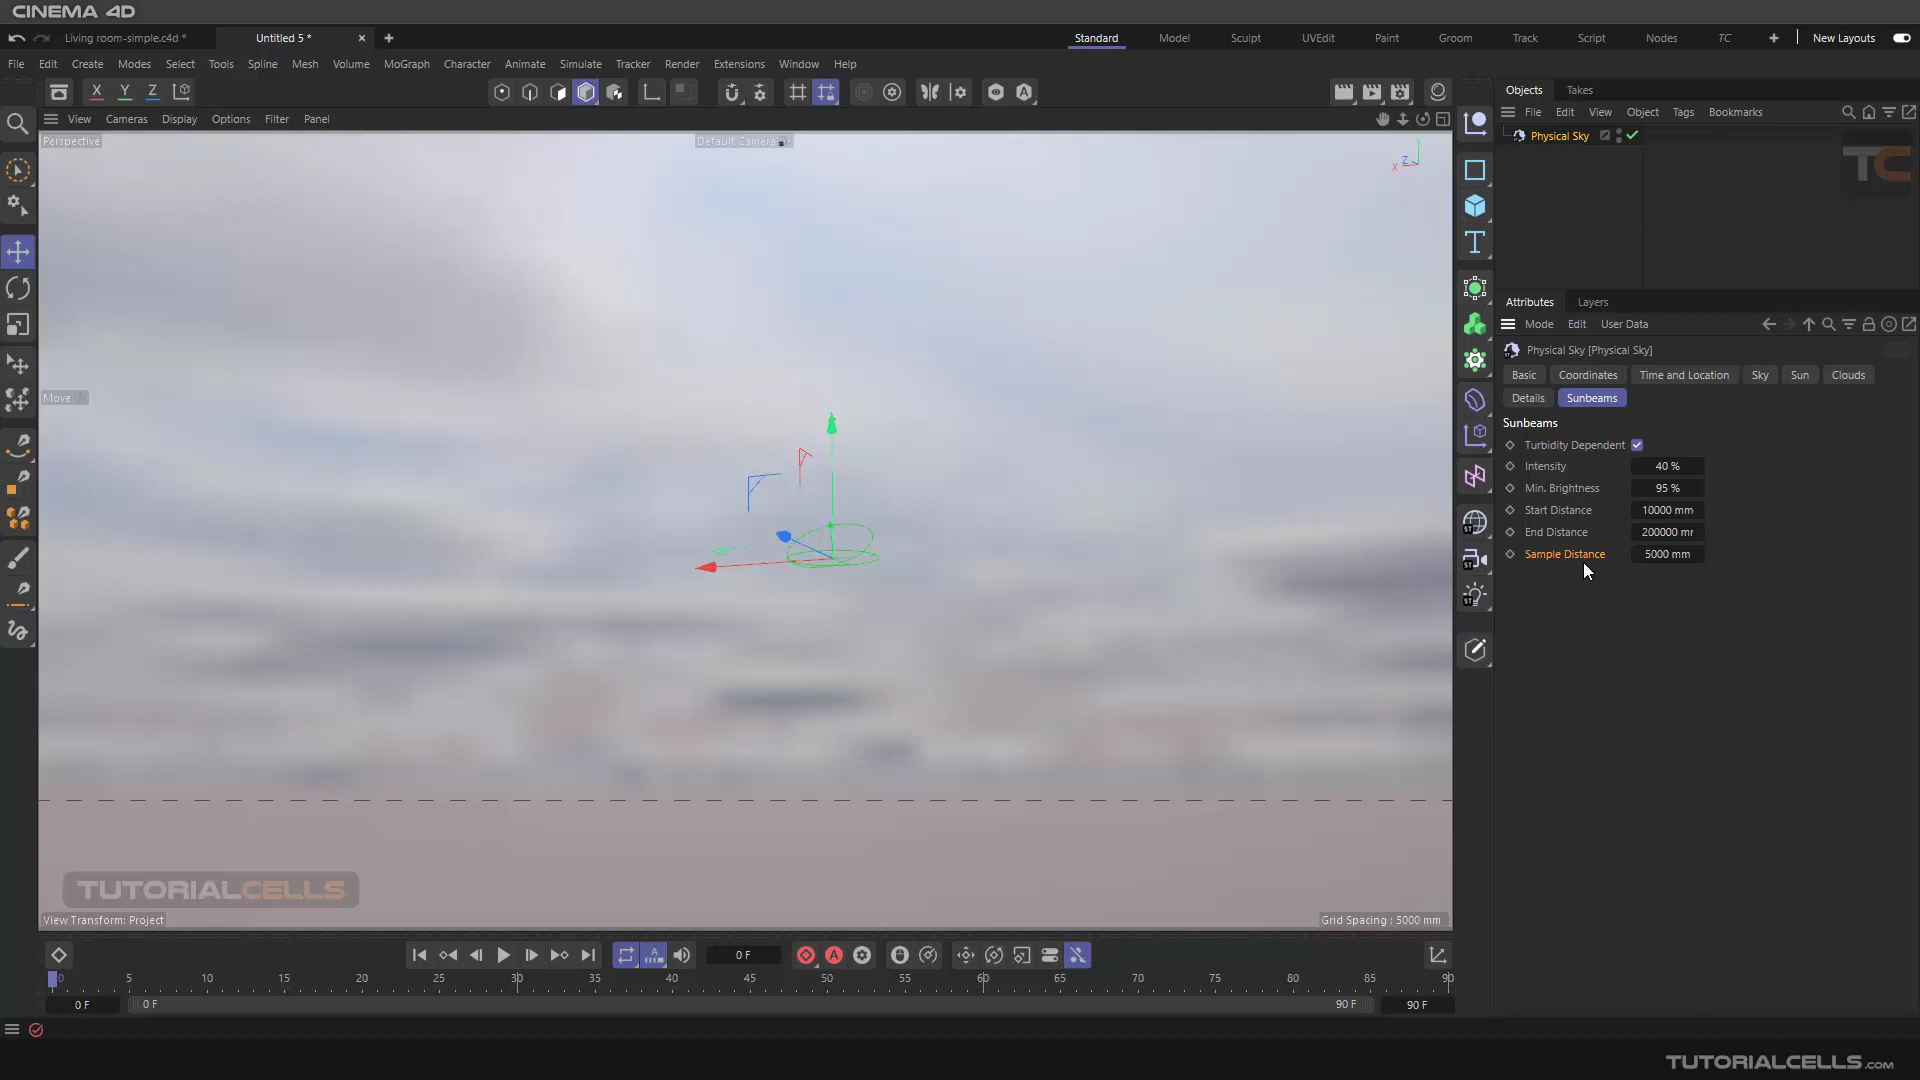 CINEMA 4D
Living room-simple.c4d *
Untitled 5 *
Standard
Model
Sculpt
UVEdit
Paint
Groom
Track
Script
Nodes
TC
New Layouts
File Edit Create Modes Select Tools Spline Mesh Volume MoGraph Character Animate Simulate Tracker Render Extensions Window Help
X Y Z
Objects Takes
View Cameras Display Options Filter Panel
File Edit View Object Tags Bookmarks
Perspective
Default Camera
Physical Sky
TC
X Z Y
Attributes Layers
Mode Edit User Data
Physical Sky [Physical Sky]
Basic Coordinates Time and Location Sky Sun Clouds
Details Sunbeams
Move
Sunbeams
Turbidity Dependent
Intensity 40 %
Min. Brightness 95 %
Start Distance 10000 mm
End Distance 200000 mr
Sample Distance 5000 mm
ST
ST
ST
TUTORIALCELLS
View Transform: Project
Grid Spacing : 5000 mm
0 F
0 5 10 15 20 25 30 35 40 45 50 55 60 65 70 75 80 85 90
0 F 0 F 90 F 90 F
TUTORIALCELLS.COM